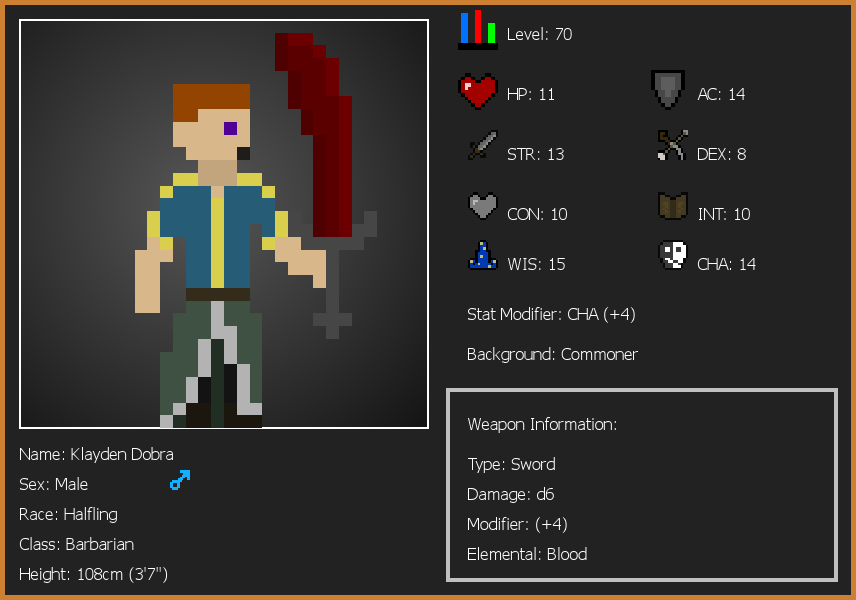 Level: 70
HP: 11
AC: 14
STR: 13
DEX: 8
CON: 10
INT: 10
WIS: 15
CHA: 14
Stat Modifier: CHA (+4)
Background: Commoner
Weapon Information:
Type: Sword
Damage: d6
Modifier: (+4)
Elemental: Blood
Name: Klayden Dobra
Sex: Male
Race: Halfling
Class: Barbarian
Height: 108cm (3'7")